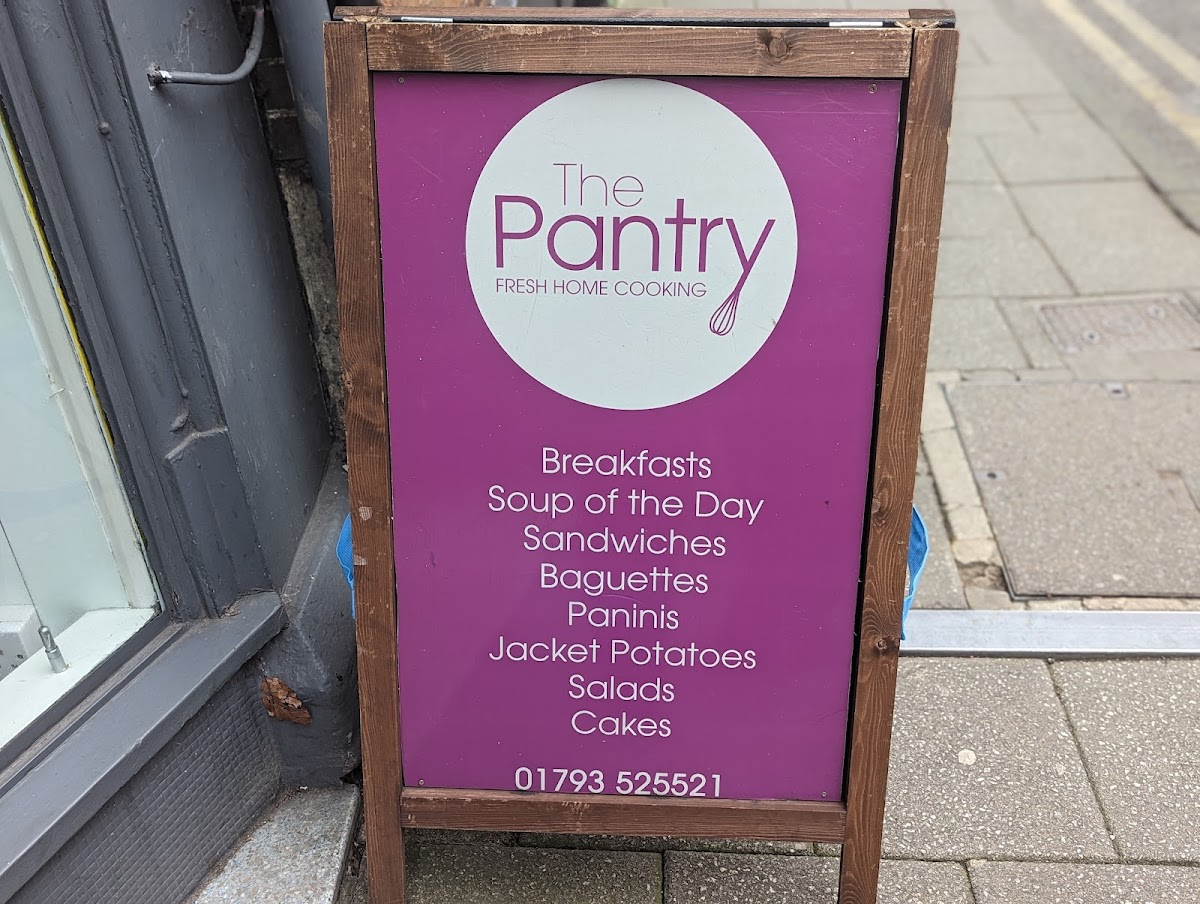 The
Pantry
FRESH HOME COOKING
Breakfasts
Soup of the Day
Sandwiches
Baguettes
Paninis
Jacket Potatoes
Salads
Cakes
01793 525521